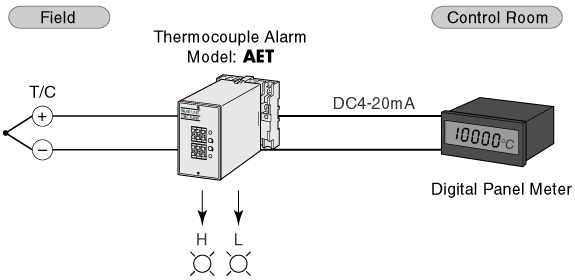 Field
Control Room
Thermocouple Alarm
Model: AET
T/C
+
−
DC4-20mA
10000°C
Digital Panel Meter
H
L